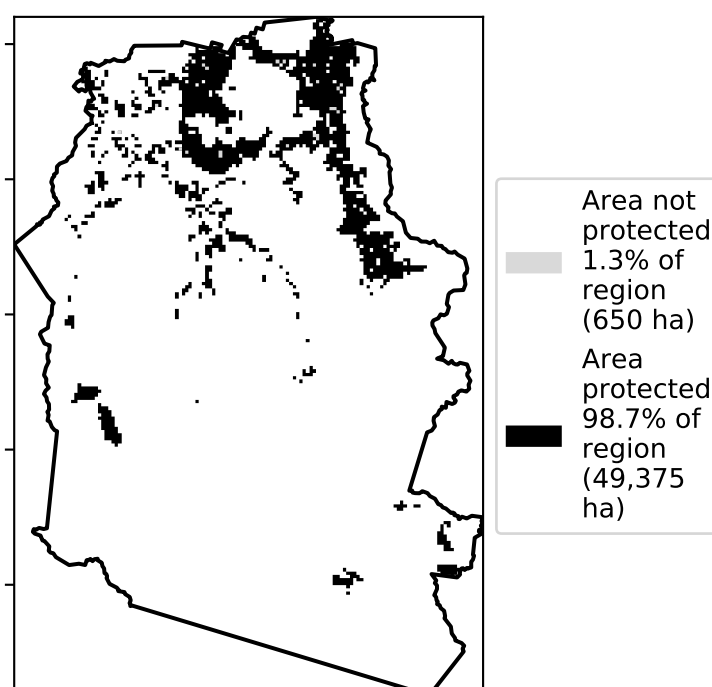 Area not
protected
1.3% of
region
(650 ha)
Area
protected
98.7% of
region
(49,375
ha)